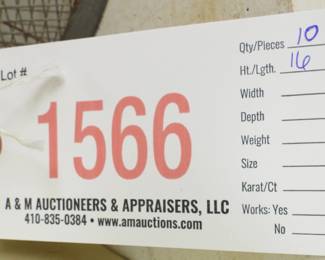 Lot #
1566
A & M AUCTIONEERS & APPRAISERS, LLC
410-835-0384 • www.amauctions.com
Qty/Pieces 10
Ht./Lgth. 16
Width
Depth
Weight
Size
Karat/Ct
Works: Yes
No